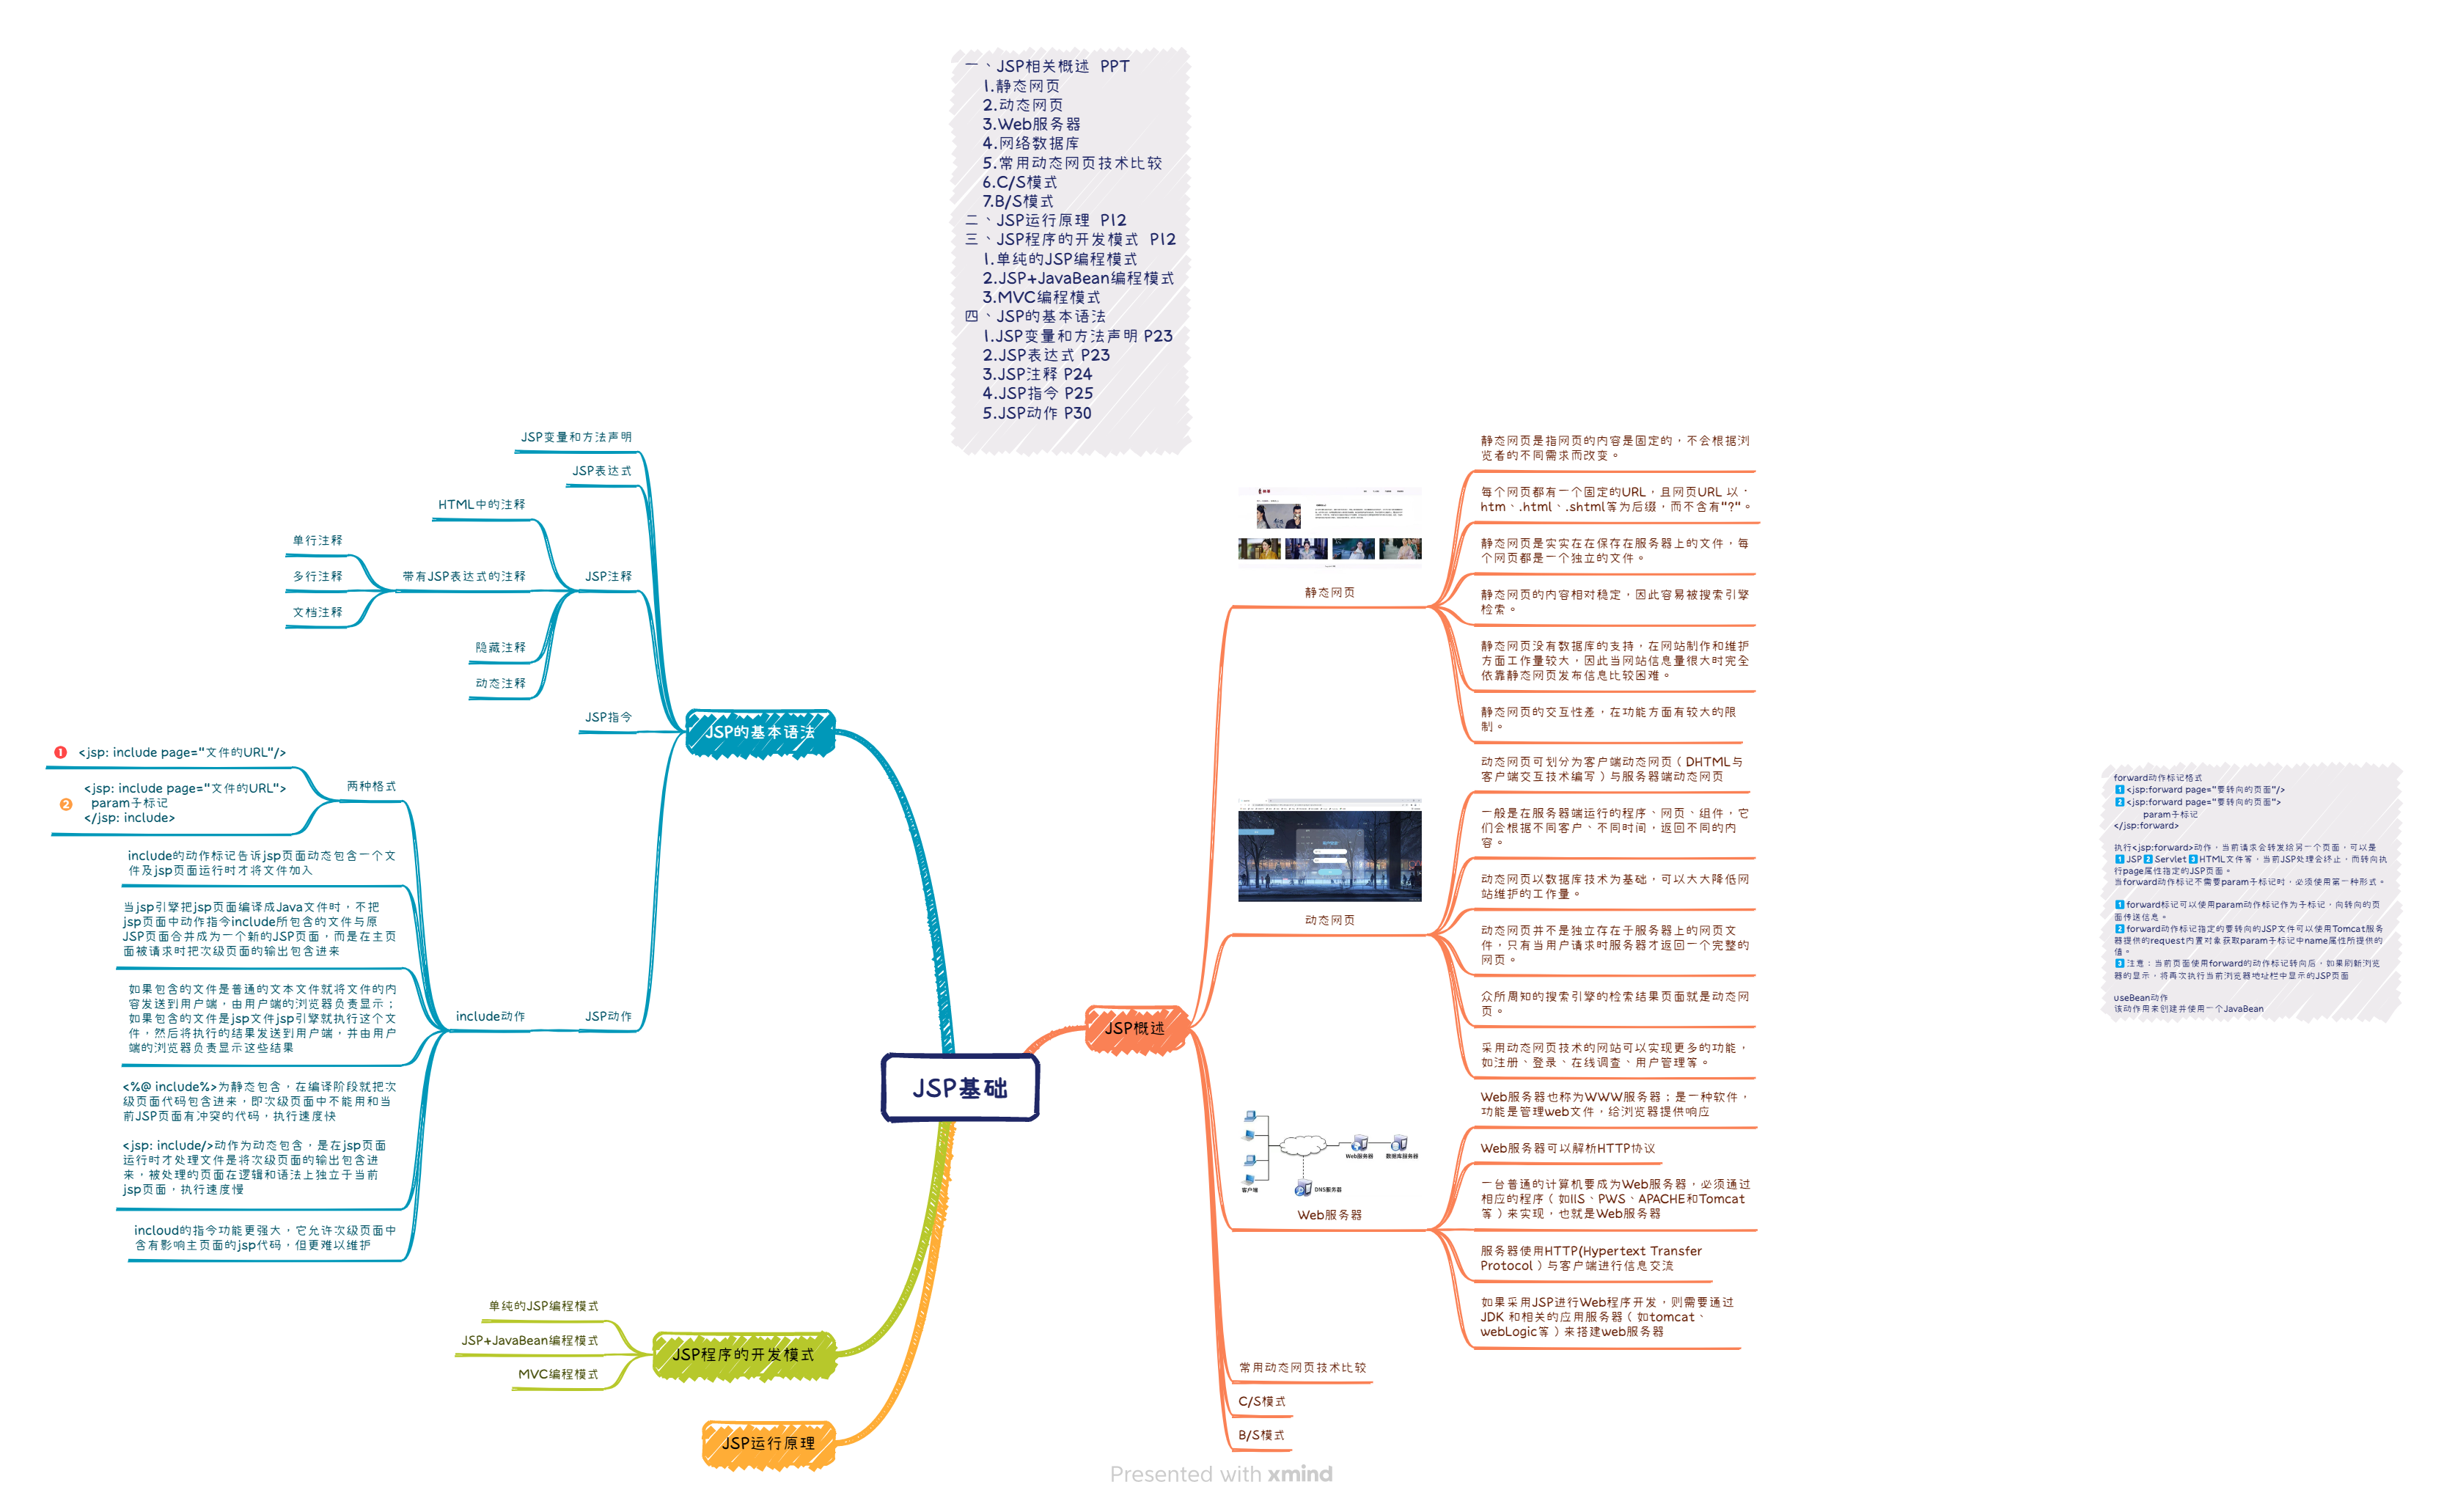 一、JSP相关概述 PPT
1.静态网页
2.动态网页
3.Web服务器
4.网络数据库
5.常用动态网页技术比较
6.C/S模式
7.B/S模式
二、JSP运行原理 P12
三、JSP程序的开发模式 P12
1.单纯的JSP编程模式
2.JSP+JavaBean编程模式
3.MVC编程模式
四、JSP的基本语法
1.JSP变量和方法声明 P23
2.JSP表达式 P23
3.JSP注释 P24
4.JSP指令 P25
5.JSP动作 P30
JSP基础
JSP概述
静态网页
静态网页是指网页的内容是固定的，不会根据浏
览者的不同需求而改变。
每个网页都有一个固定的URL，且网页URL 以．
htm、.html、.shtml等为后缀，而不含有"?"。
静态网页是实实在在保存在服务器上的文件，每
个网页都是一个独立的文件。
静态网页的内容相对稳定，因此容易被搜索引擎
检索。
静态网页没有数据库的支持，在网站制作和维护
方面工作量较大，因此当网站信息量很大时完全
依靠静态网页发布信息比较困难。
静态网页的交互性差，在功能方面有较大的限
制。
动态网页
动态网页可划分为客户端动态网页（DHTML与
客户端交互技术编写）与服务器端动态网页
一般是在服务器端运行的程序、网页、组件，它
们会根据不同客户、不同时间，返回不同的内
容。
动态网页以数据库技术为基础，可以大大降低网
站维护的工作量。
动态网页并不是独立存在于服务器上的网页文
件，只有当用户请求时服务器才返回一个完整的
网页。
众所周知的搜索引擎的检索结果页面就是动态网
页。
采用动态网页技术的网站可以实现更多的功能，
如注册、登录、在线调查、用户管理等。
客户端
Web服务器
数据库服务器
DNS服务器
Web服务器
Web服务器也称为WWW服务器；是一种软件，
功能是管理web文件，给浏览器提供响应
Web服务器可以解析HTTP协议
一台普通的计算机要成为Web服务器，必须通过
相应的程序（如IIS、PWS、APACHE和Tomcat
等）来实现，也就是Web服务器
服务器使用HTTP(Hypertext Transfer
Protocol）与客户端进行信息交流
如果采用JSP进行Web程序开发，则需要通过
JDK 和相关的应用服务器（如tomcat、
webLogic等）来搭建web服务器
常用动态网页技术比较
C/S模式
B/S模式
JSP运行原理
JSP程序的开发模式
单纯的JSP编程模式
JSP+JavaBean编程模式
MVC编程模式
JSP的基本语法
JSP变量和方法声明
JSP表达式
JSP注释
HTML中的注释
带有JSP表达式的注释
单行注释
多行注释
文档注释
隐藏注释
动态注释
JSP指令
JSP动作
include动作
两种格式
1 <jsp: include page="文件的URL"/>
2 <jsp: include page="文件的URL">
param子标记
</jsp: include>
include的动作标记告诉jsp页面动态包含一个文
件及jsp页面运行时才将文件加入
当jsp引擎把jsp页面编译成Java文件时，不把
jsp页面中动作指令include所包含的文件与原
JSP页面合并成为一个新的JSP页面，而是在主页
面被请求时把次级页面的输出包含进来
如果包含的文件是普通的文本文件就将文件的内
容发送到用户端，由用户端的浏览器负责显示；
如果包含的文件是jsp文件jsp引擎就执行这个文
件，然后将执行的结果发送到用户端，并由用户
端的浏览器负责显示这些结果
<%@ include%>为静态包含，在编译阶段就把次
级页面代码包含进来，即次级页面中不能用和当
前JSP页面有冲突的代码，执行速度快
<jsp: include/>动作为动态包含，是在jsp页面
运行时才处理文件是将次级页面的输出包含进
来，被处理的页面在逻辑和语法上独立于当前
jsp页面，执行速度慢
incloud的指令功能更强大，它允许次级页面中
含有影响主页面的jsp代码，但更难以维护
forward动作标记格式
1 <jsp:forward page="要转向的页面"/>
2 <jsp:forward page="要转向的页面">
param子标记
</jsp:forward>
执行<jsp:forward>动作，当前请求会转发给另一个页面，可以是
1 JSP 2 Servlet 3 HTML文件等，当前JSP处理会终止，而转向执
行page属性指定的JSP页面。
当forward动作标记不需要param子标记时，必须使用第一种形式。
1 forward标记可以使用param动作标记作为子标记，向转向的页
面传送信息。
2 forward动作标记指定的要转向的JSP文件可以使用Tomcat服务
器提供的request内置对象获取param子标记中name属性所提供的
值。
3 注意：当前页面使用forward的动作标记转向后，如果刷新浏览
器的显示，将再次执行当前浏览器地址栏中显示的JSP页面
useBean动作
该动作用来创建并使用一个JavaBean
Presented with xmind